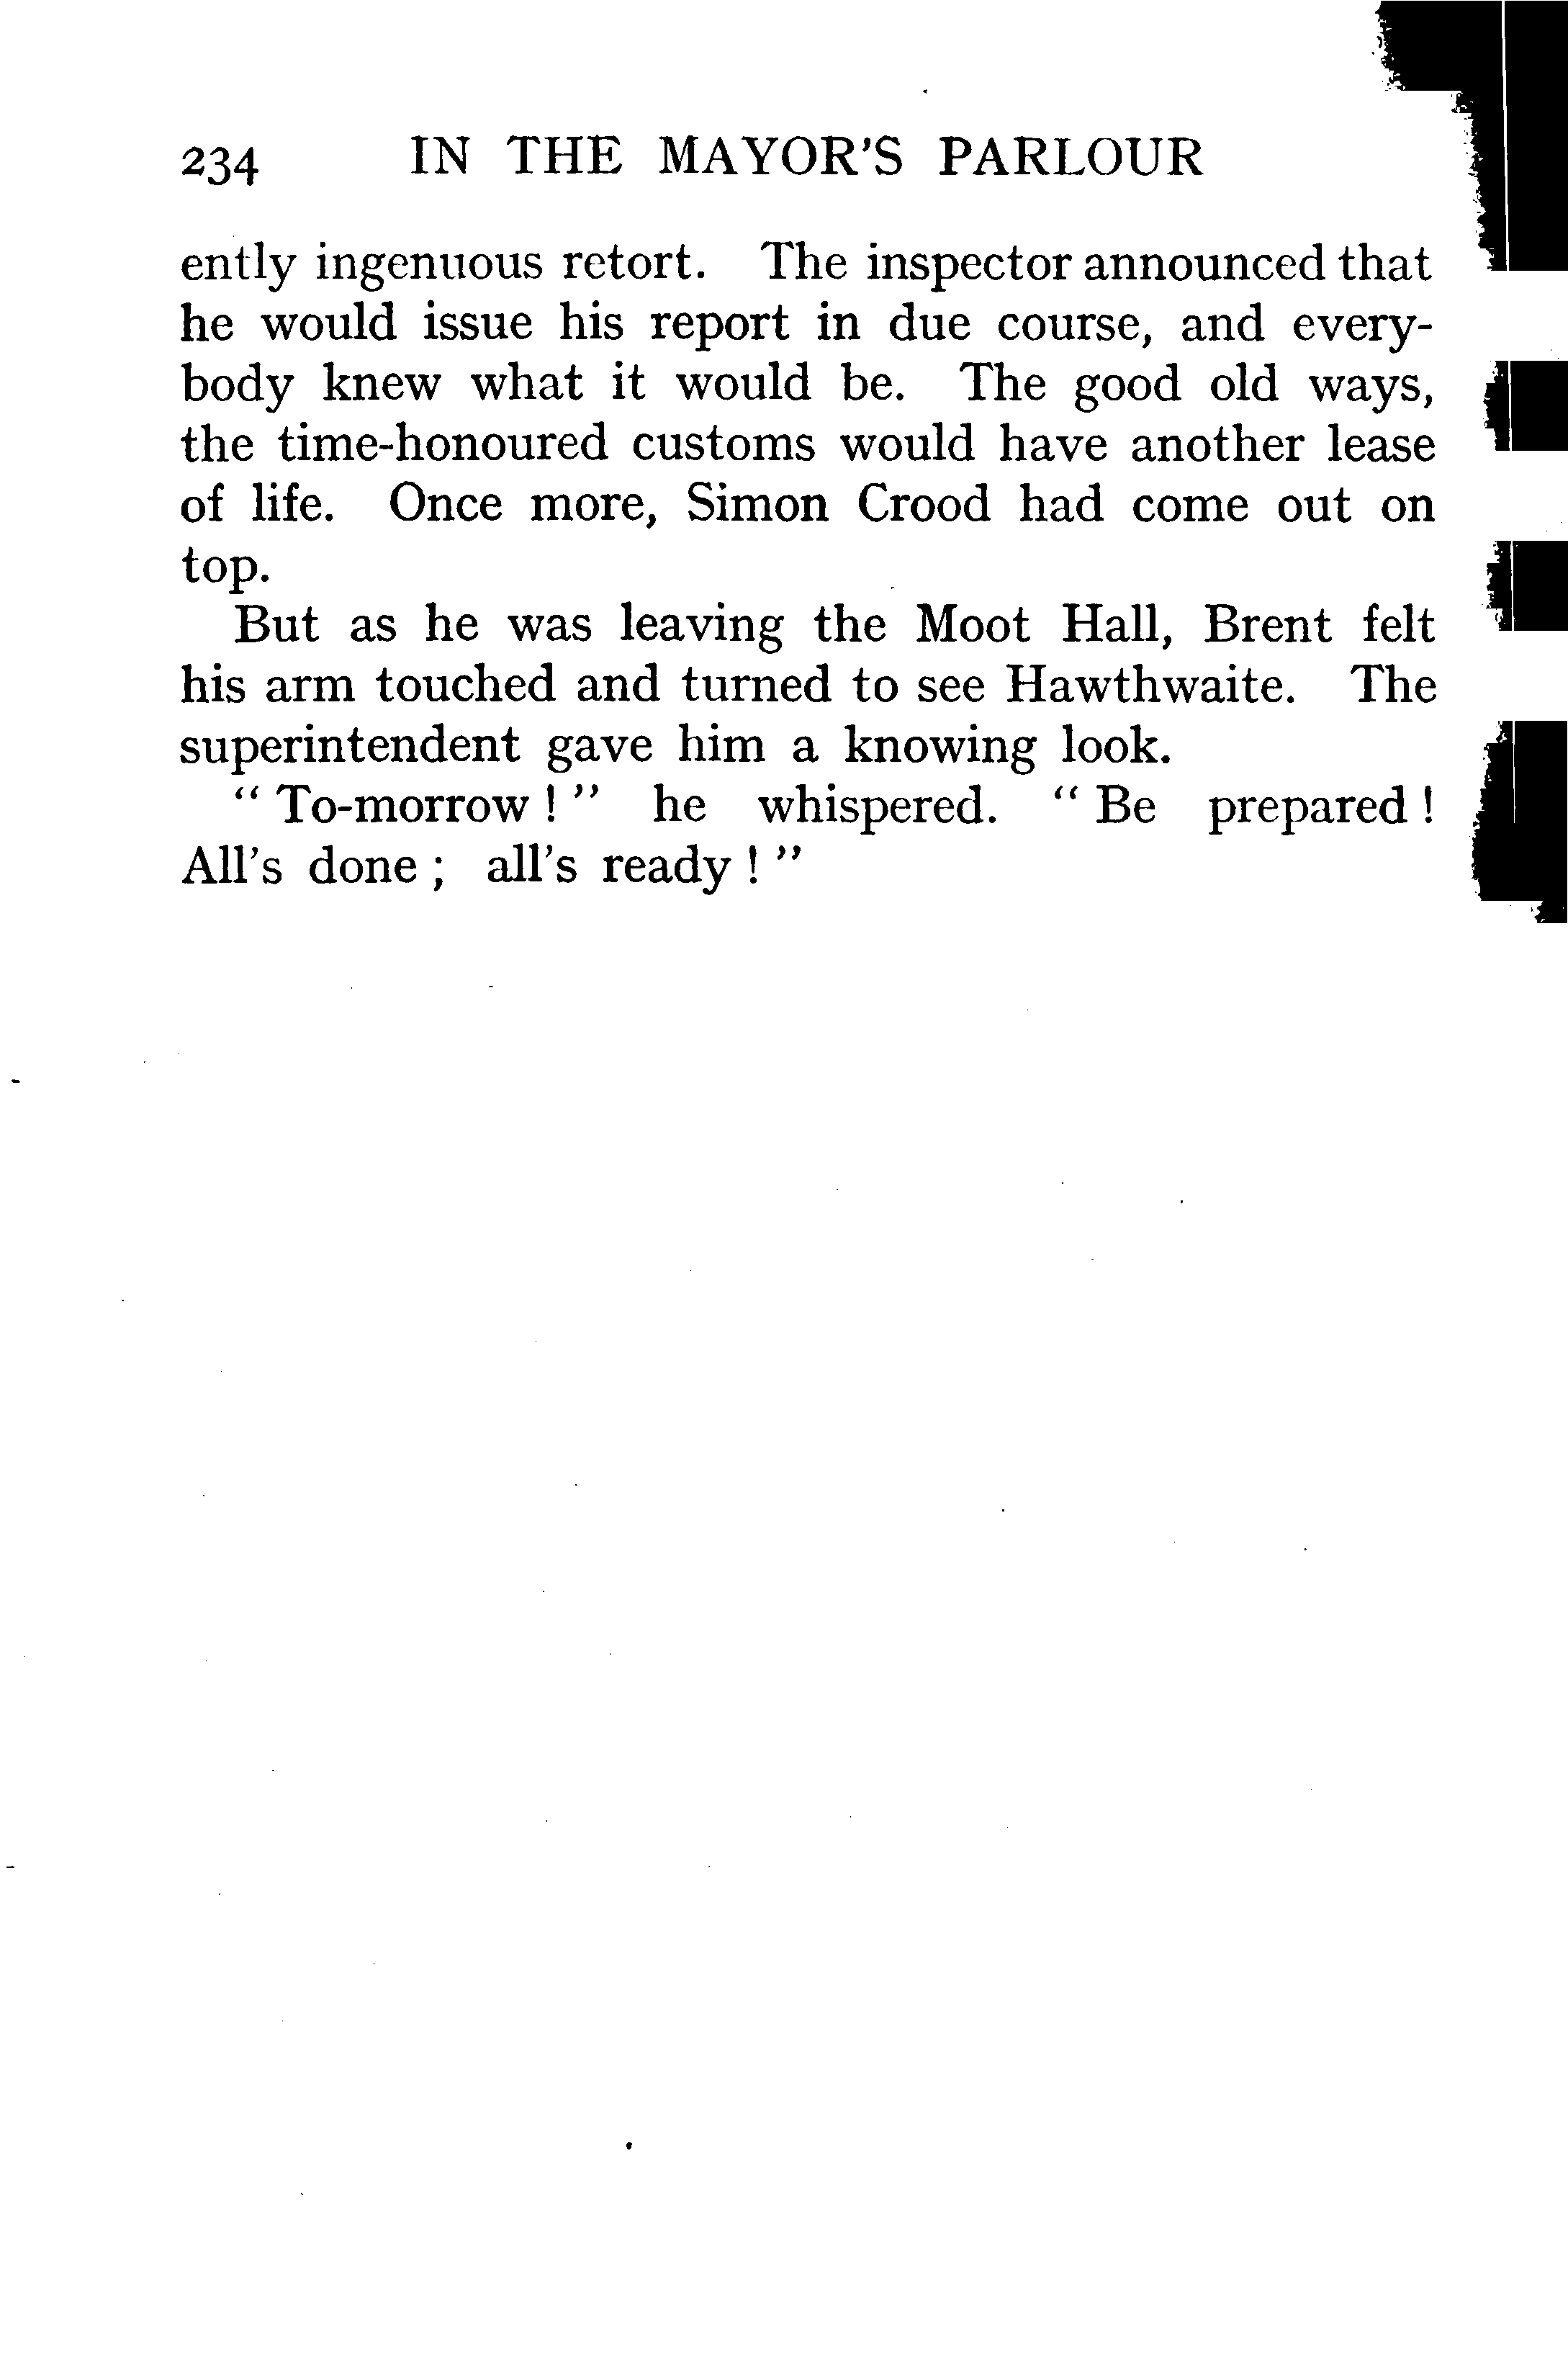 234 IN THE MAYOR'S PARLOUR
ently ingenuous retort. The inspector announced that
he would issue his report in due course, and every-
body knew what it would be. The good old ways,
the time-honoured customs would have another lease
of life. Once more, Simon Crood had come out on
top.
But as he was leaving the Moot Hall, Brent felt
his arm touched and turned to see Hawthwaite. The
superintendent gave him a knowing look.
“ To-morrow ! ” he whispered. “ Be prepared !
All's done ; all's ready ! ”